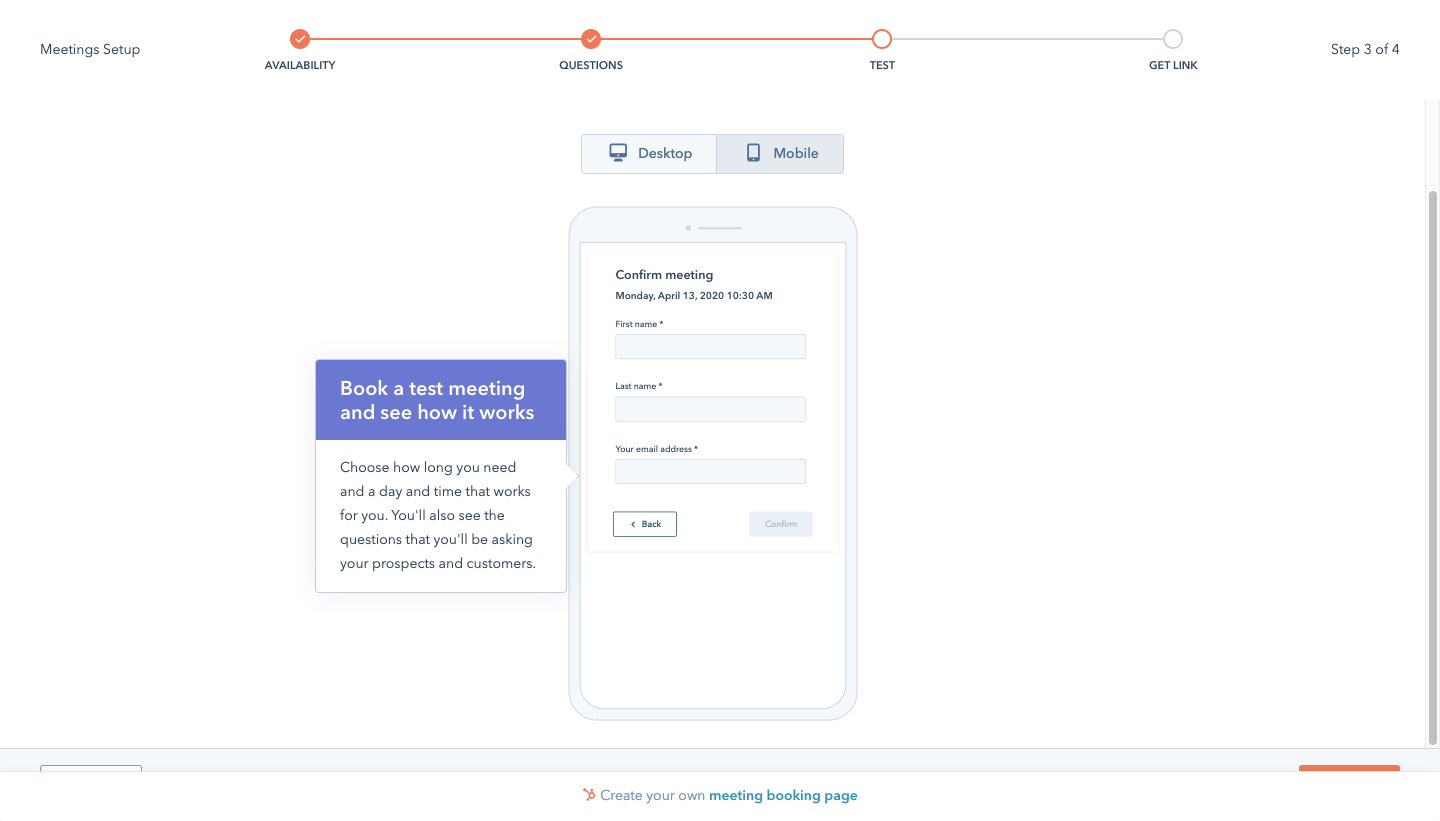 Meetings Setup
AVAILABILITY
QUESTIONS
TEST
GET LINK
Step 3 of 4
Desktop
Mobile
Confirm meeting
Monday, April 13, 2020 10:30 AM
First name *
Last name *
Your email address *
Back
Confirm
Book a test meeting
and see how it works
Choose how long you need
and a day and time that works
for you. You'll also see the
questions that you'll be asking
your prospects and customers.
Create your own meeting booking page